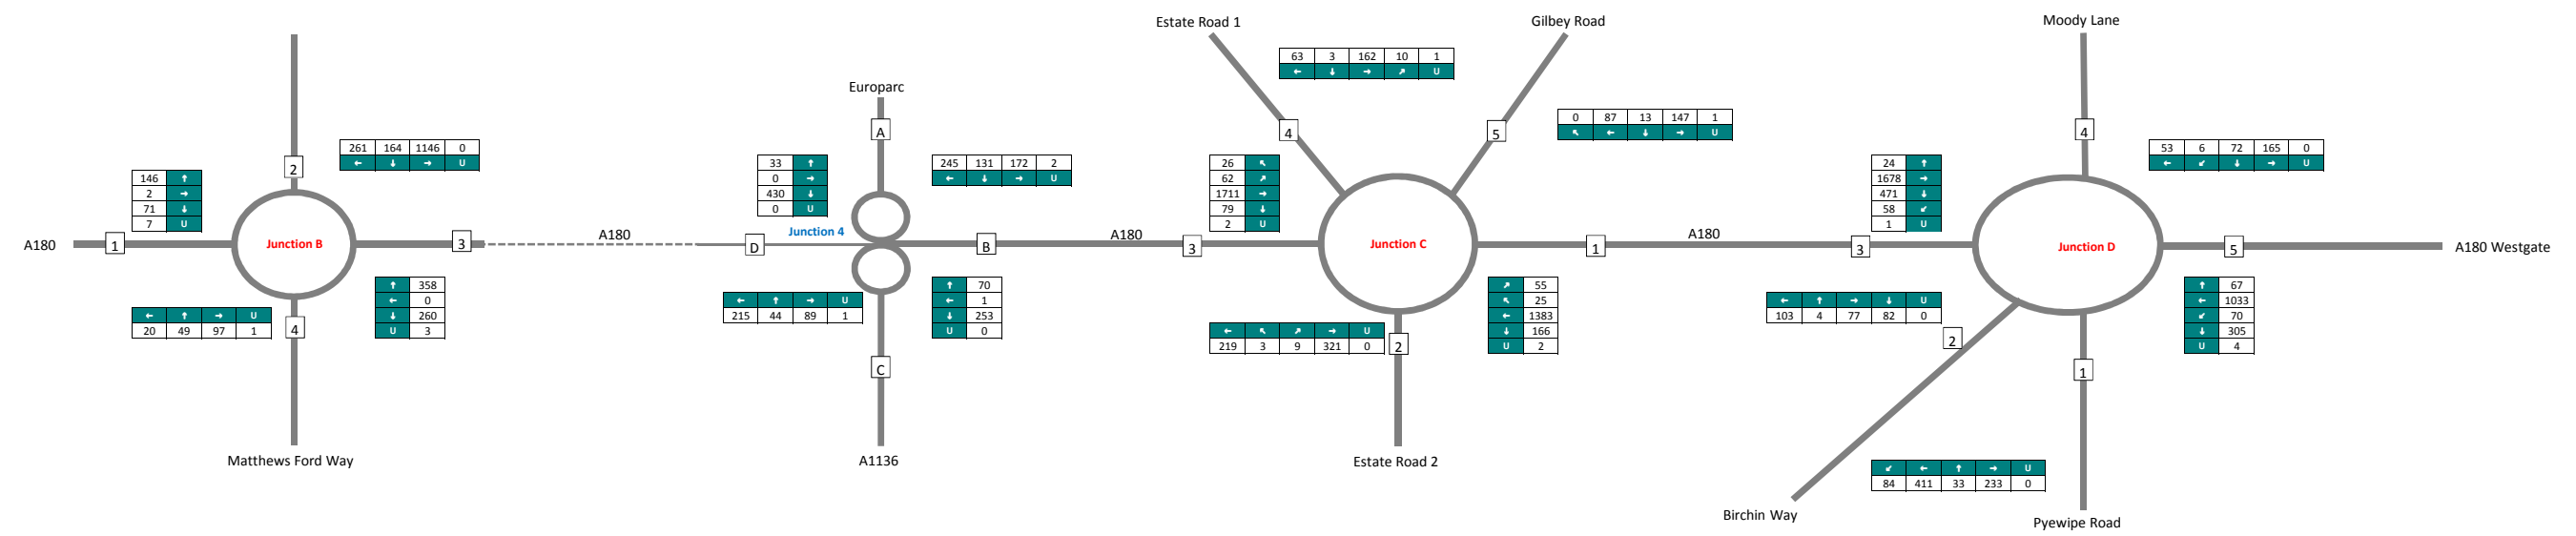 Estate Road 1
Gilbey Road
Moody Lane
63 3 162 10 1
← ↓ → ↗ U
Europarc
A
4
5
0 87 13 147 1
↖ ← ↓ → U
4
261 164 1146 0
← ↓ → U
2
53 6 72 165 0
← ↙ ↓ → U
146 ↑
2 →
71 ↓
7 U
33 ↑
0 →
430 ↓
0 U
245 131 172 2
← ↓ → U
26 ↖
62 ↗
1711 →
79 ↓
2 U
24 ↑
1678 →
471 ↓
58 ↙
1 U
A180
1
Junction B
3
A180
D
Junction 4
B
A180
3
Junction C
1
A180
3
Junction D
5
A180 Westgate
← ↑ → U
20 49 97 1
4
↑ 358
← 0
↓ 260
U 3
← ↑ → U
215 44 89 1
↑ 70
← 1
↓ 253
U 0
C
← ↖ ↗ → U
219 3 9 321 0
2
↗ 55
↖ 25
← 1383
↓ 166
U 2
← ↑ → ↓ U
103 4 77 82 0
2
1
↑ 67
← 1033
↙ 70
↓ 305
U 4
Matthews Ford Way
A1136
Estate Road 2
↙ ← ↑ → U
84 411 33 233 0
Birchin Way
Pyewipe Road